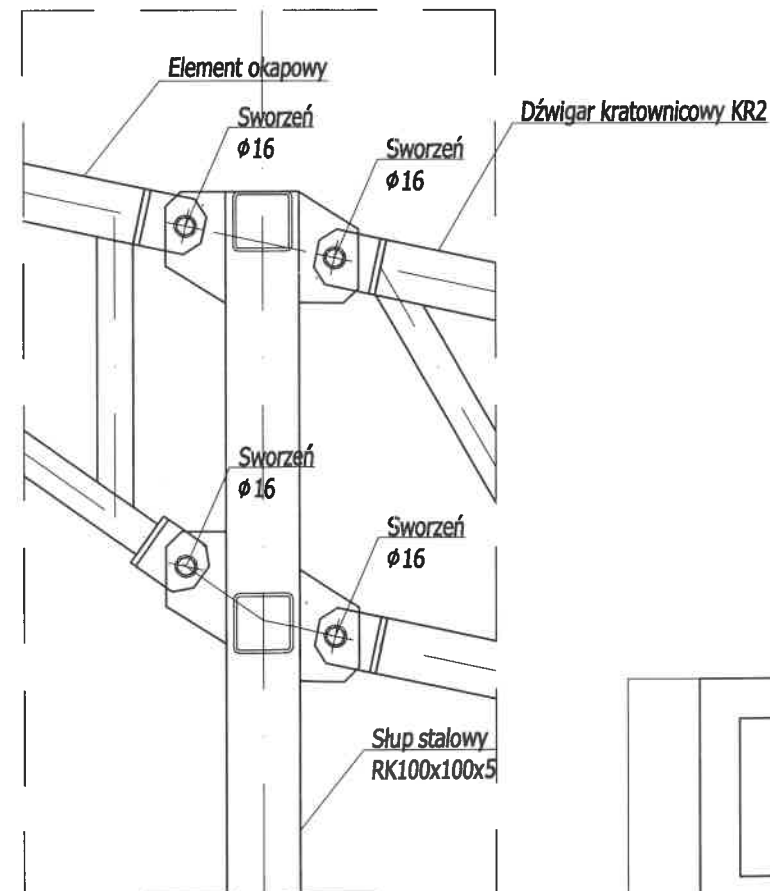 Element okapowy
Sworzeń
ϕ16
Dźwigar kratownicowy KR2
Sworzeń
ϕ16
Sworzeń
ϕ16
Sworzeń
ϕ16
Słup stalowy
RK100x100x5